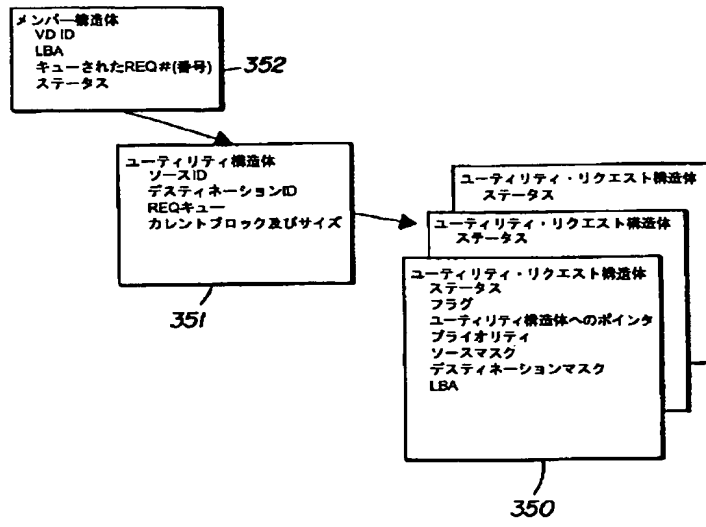 メンバー構造体
VD ID
LBA
キューされたREQ#(番号)
ステータス
352
ユーティリティ構造体
ソースID
デスティネーションID
REQキュー
カレントブロック及びサイズ
351
ユーティリティ・リクエスト構造体
ステータス
ユーティリティ・リクエスト構造体
ステータス
ユーティリティ・リクエスト構造体
ステータス
フラグ
ユーティリティ構造体へのポインタ
プライオリティ
ソースマスク
デスティネーションマスク
LBA
350